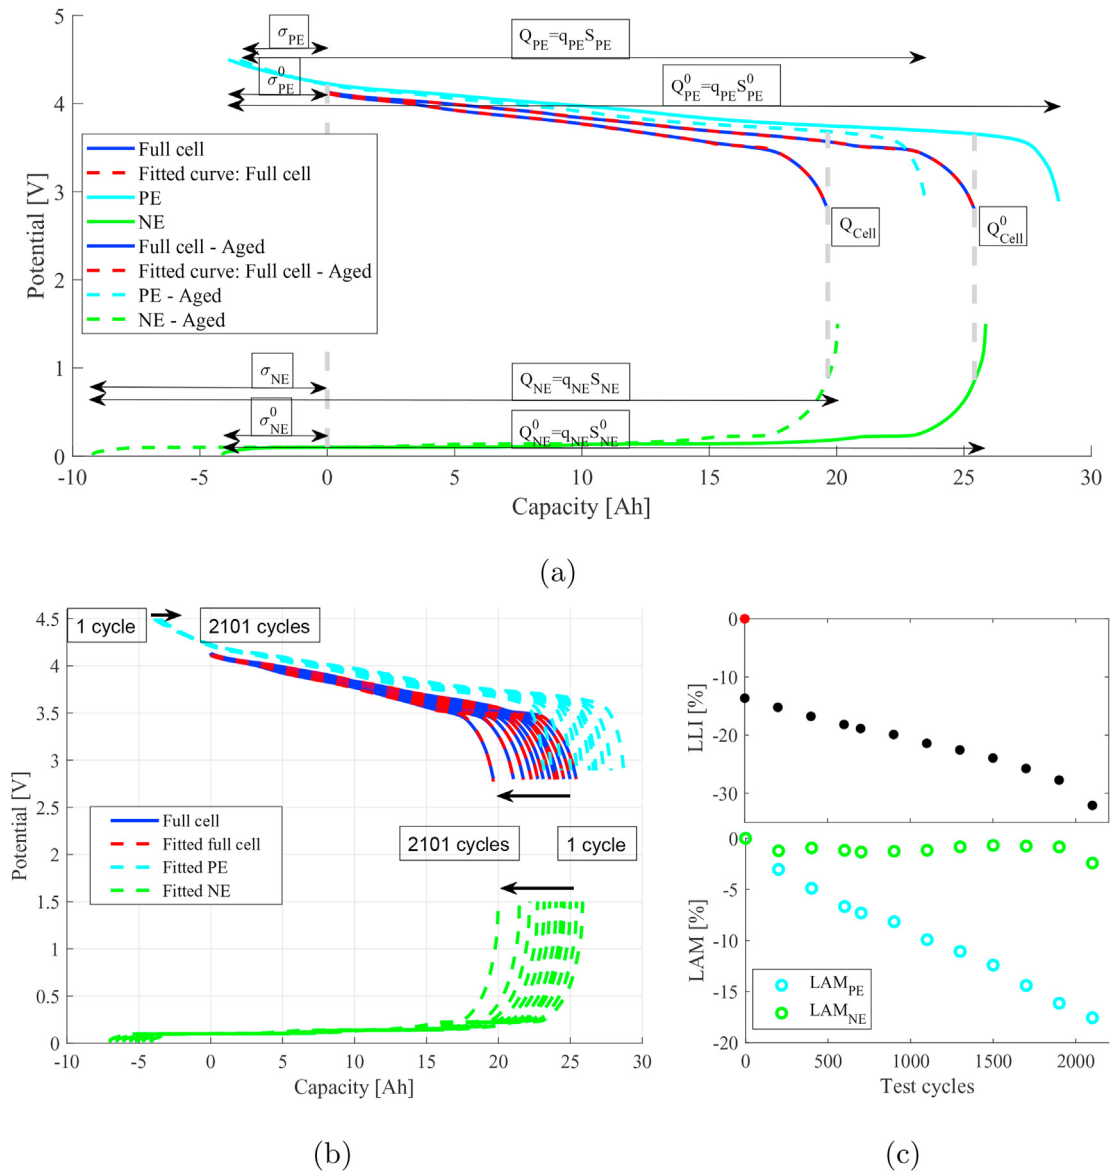 5
4
3
2
1
0
Potential [V]
σPE
QPE=qPESPE
σ0PE
Q0PE=qPES0PE
Full cell
Fitted curve: Full cell
PE
NE
Full cell - Aged
Fitted curve: Full cell - Aged
PE - Aged
NE - Aged
QCell
Q0Cell
σNE
QNE=qNESNE
σ0NE
Q0NE=qNES0NE
-10 -5 0 5 10 15 20 25 30
Capacity [Ah]
(a)
4.5
4
3.5
3
2.5
2
1.5
1
0.5
0
Potential [V]
1 cycle
2101 cycles
2101 cycles
1 cycle
Full cell
Fitted full cell
Fitted PE
Fitted NE
-10 -5 0 5 10 15 20 25 30
Capacity [Ah]
(b)
0
-10
-20
-30
LLI [%]
0
-5
-10
-15
-20
LAM [%]
LAMPE
LAMNE
0 500 1000 1500 2000
Test cycles
(c)